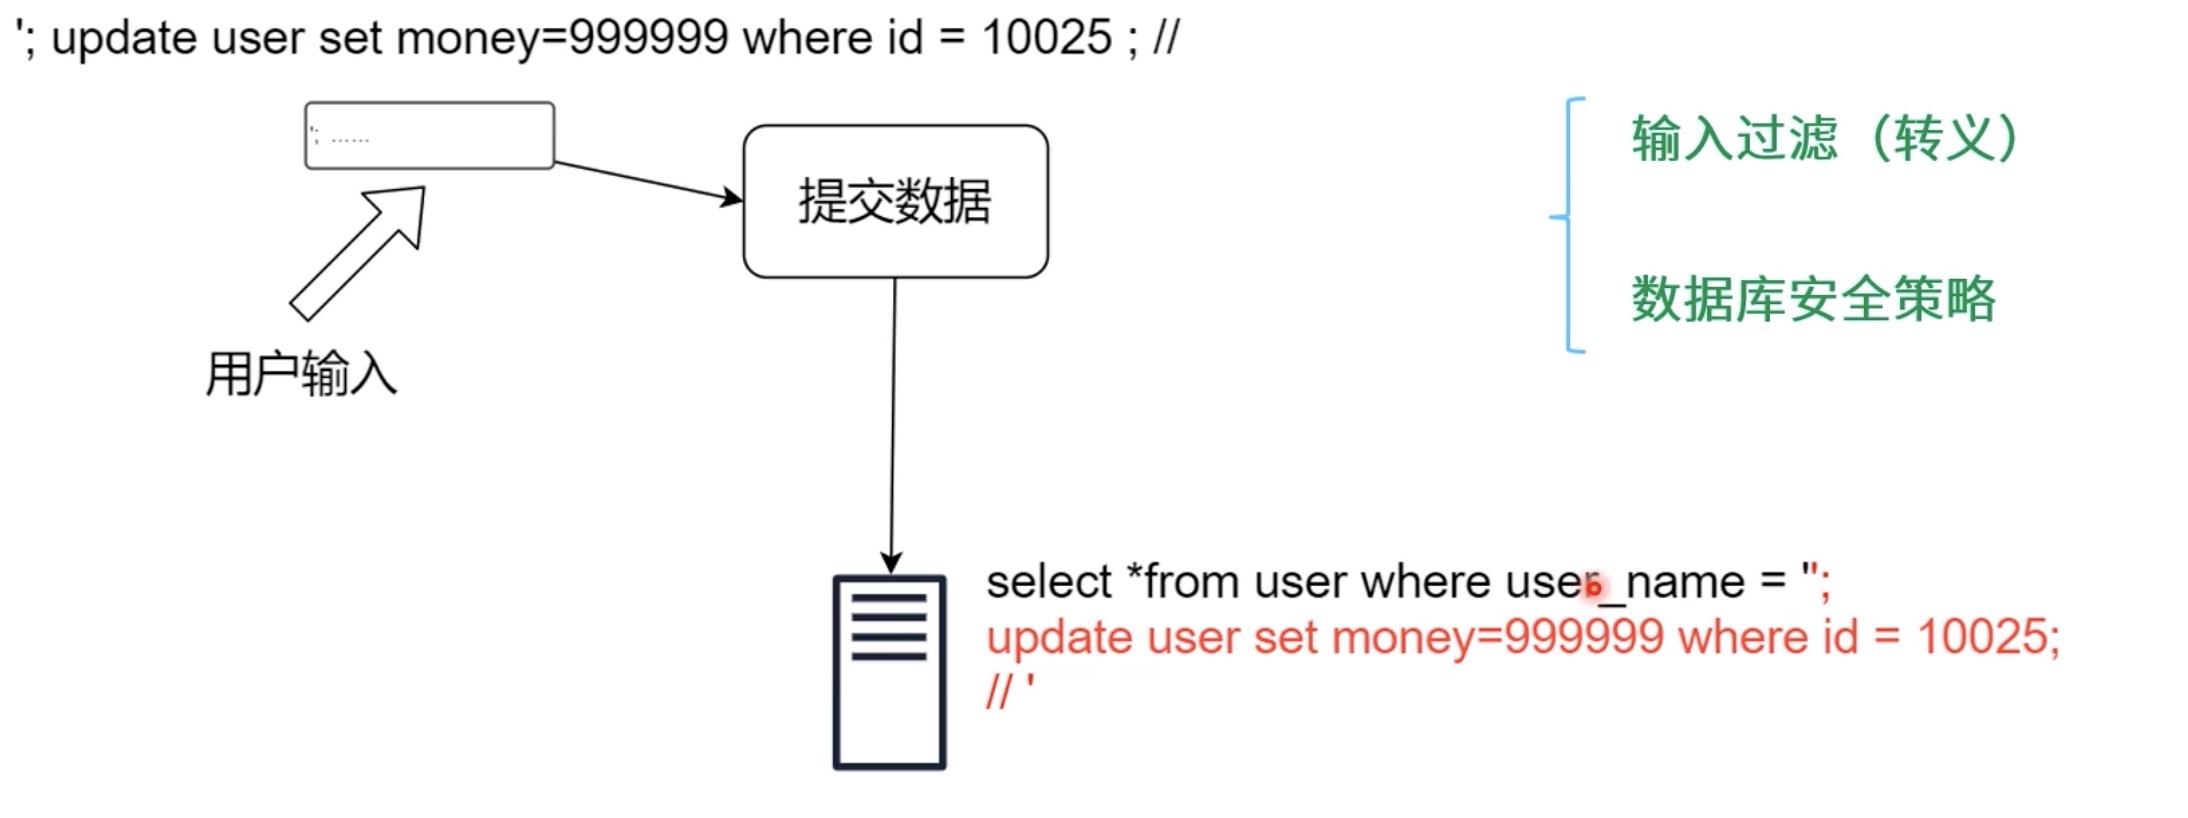 '; update user set money=999999 where id = 10025 ; //
'; ......
提交数据
用户输入
输入过滤（转义）
数据库安全策略
select *from user where user_name = '';
update user set money=999999 where id = 10025;
// '